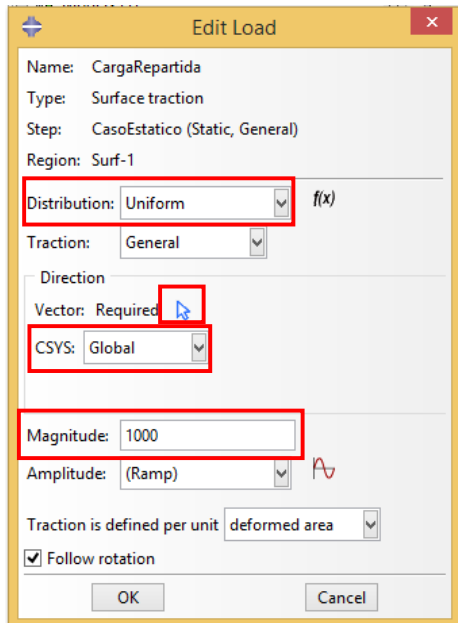 Edit Load
Name: CargaRepartida
Type: Surface traction
Step: CasoEstatico (Static, General)
Region: Surf-1
Distribution: Uniform f(x)
Traction: General
Direction
Vector: Required
CSYS: Global
Magnitude: 1000
Amplitude: (Ramp)
Traction is defined per unit deformed area
Follow rotation
OK Cancel